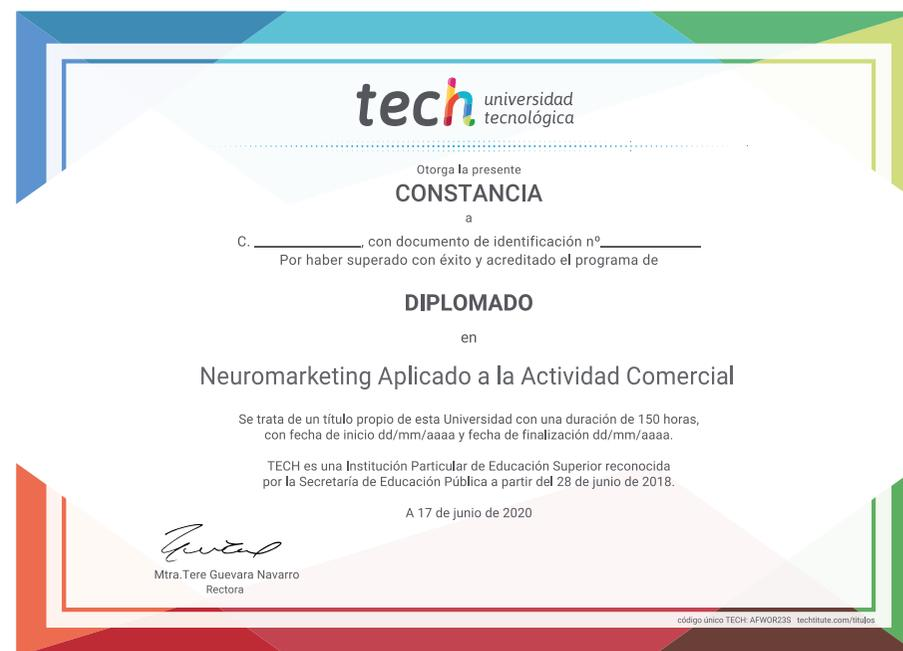 tech universidad
tecnológica
Otorga la presente
CONSTANCIA
a
C. ____________, con documento de identificación nº____________
Por haber superado con éxito y acreditado el programa de
DIPLOMADO
en
Neuromarketing Aplicado a la Actividad Comercial
Se trata de un título propio de esta Universidad con una duración de 150 horas,
con fecha de inicio dd/mm/aaaa y fecha de finalización dd/mm/aaaa.
TECH es una Institución Particular de Educación Superior reconocida
por la Secretaría de Educación Pública a partir del 28 de junio de 2018.
A 17 de junio de 2020
Mtra.Tere Guevara Navarro
Rectora
código único TECH: AFWOR23S techtitute.com/titulos